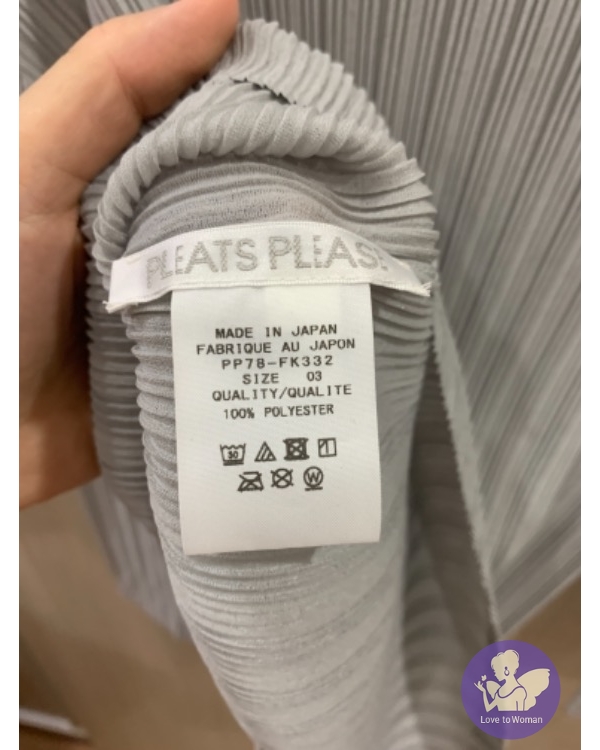 PLEATS PLEASE
MADE IN JAPAN
FABRIQUE AU JAPON
PP78-FK332
SIZE 03
QUALITY/QUALITE
100% POLYESTER
30
W
Love to Woman